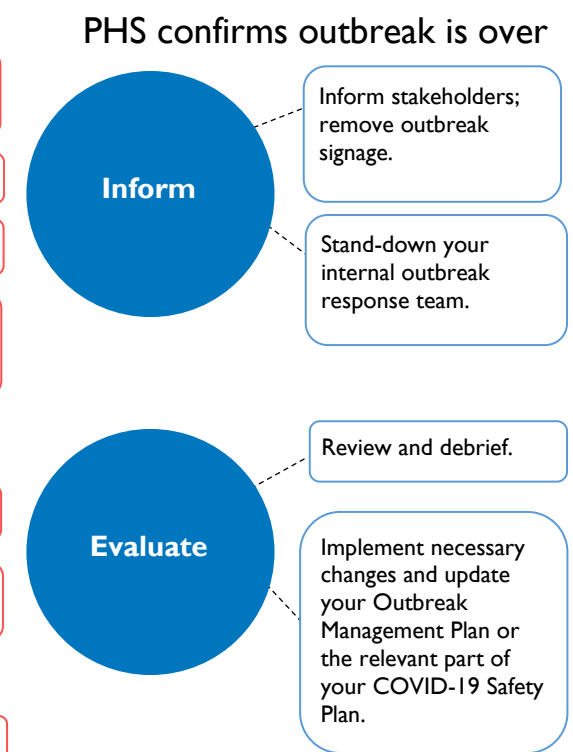 PHS confirms outbreak is over
Inform
Inform stakeholders;
remove outbreak
signage.
Stand-down your
internal outbreak
response team.
Evaluate
Review and debrief.
Implement necessary
changes and update
your Outbreak
Management Plan or
the relevant part of
your COVID-19 Safety
Plan.